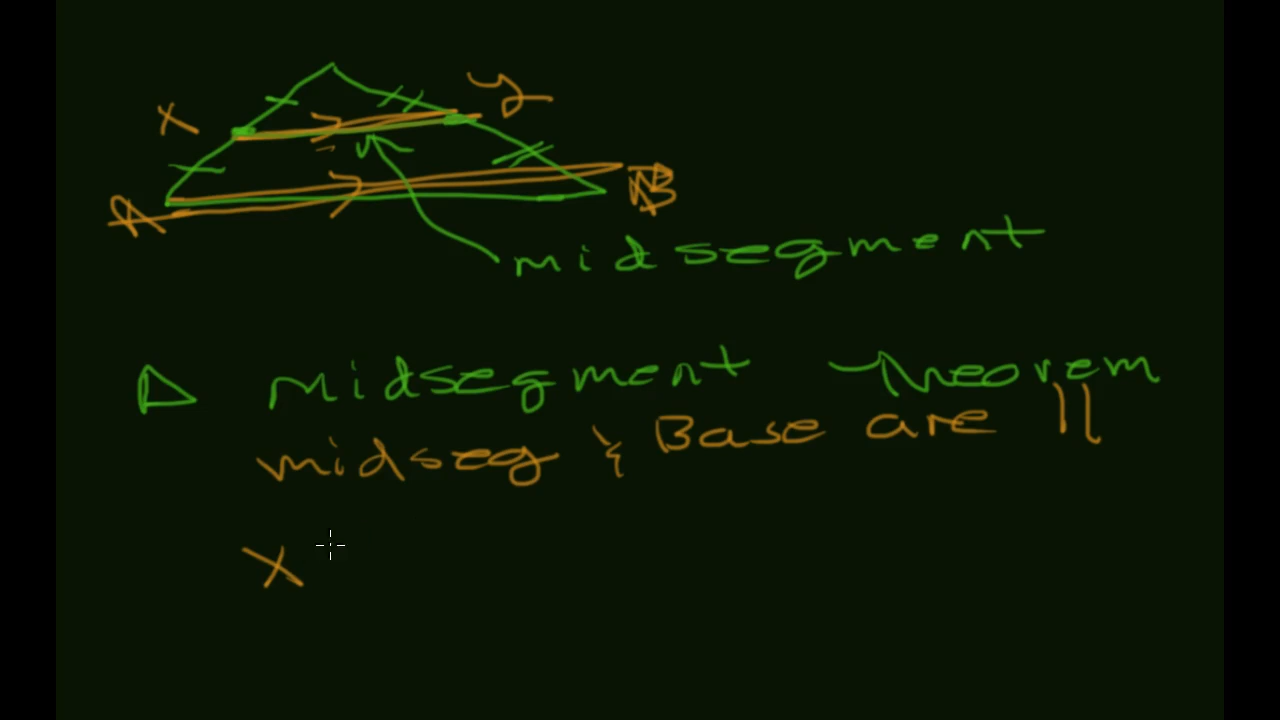 X
y
A
B
midsegment
Δ midsegment Theorem
midseg & Base are ||
X